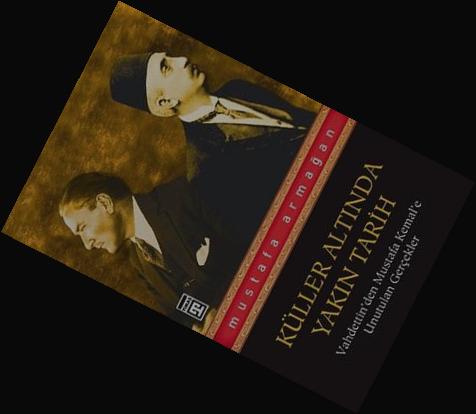 mustafa armağan
KÜLLER ALTINDA
YAKIN TARİH
Vahdettin'den Mustafa Kemal'e
Unutulan Gerçekler